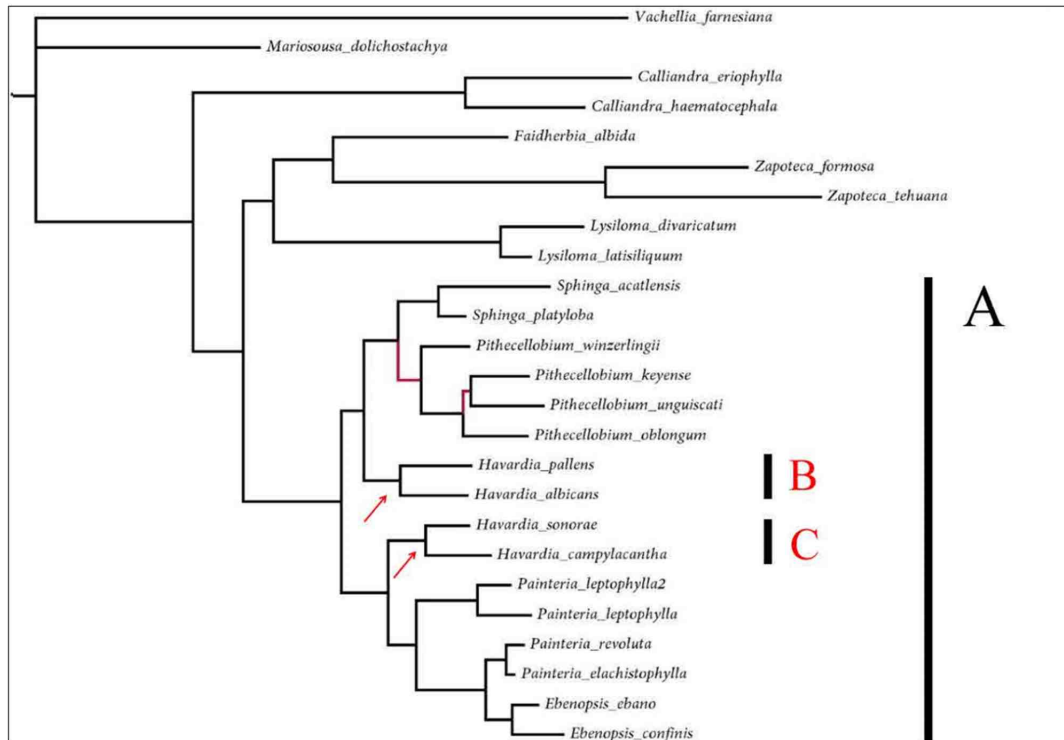 Vachellia_farnesiana
Mariosousa_dolichostachya
Calliandra_eriophylla
Calliandra_haematocephala
Faidherbia_albida
Zapoteca_formosa
Zapoteca_tehuana
Lysiloma_divaricatum
Lysiloma_latisiliquum
Sphinga_acatlensis
A
Sphinga_platyloba
Pithecellobium_winzerlingii
Pithecellobium_keyense
Pithecellobium_unguiscati
Pithecellobium_oblongum
Havardia_pallens
B
Havardia_albicans
Havardia_sonorae
C
Havardia_campylacantha
Painteria_leptophylla2
Painteria_leptophylla
Painteria_revoluta
Painteria_elachistophylla
Ebenopsis_ebano
Ebenopsis_confinis